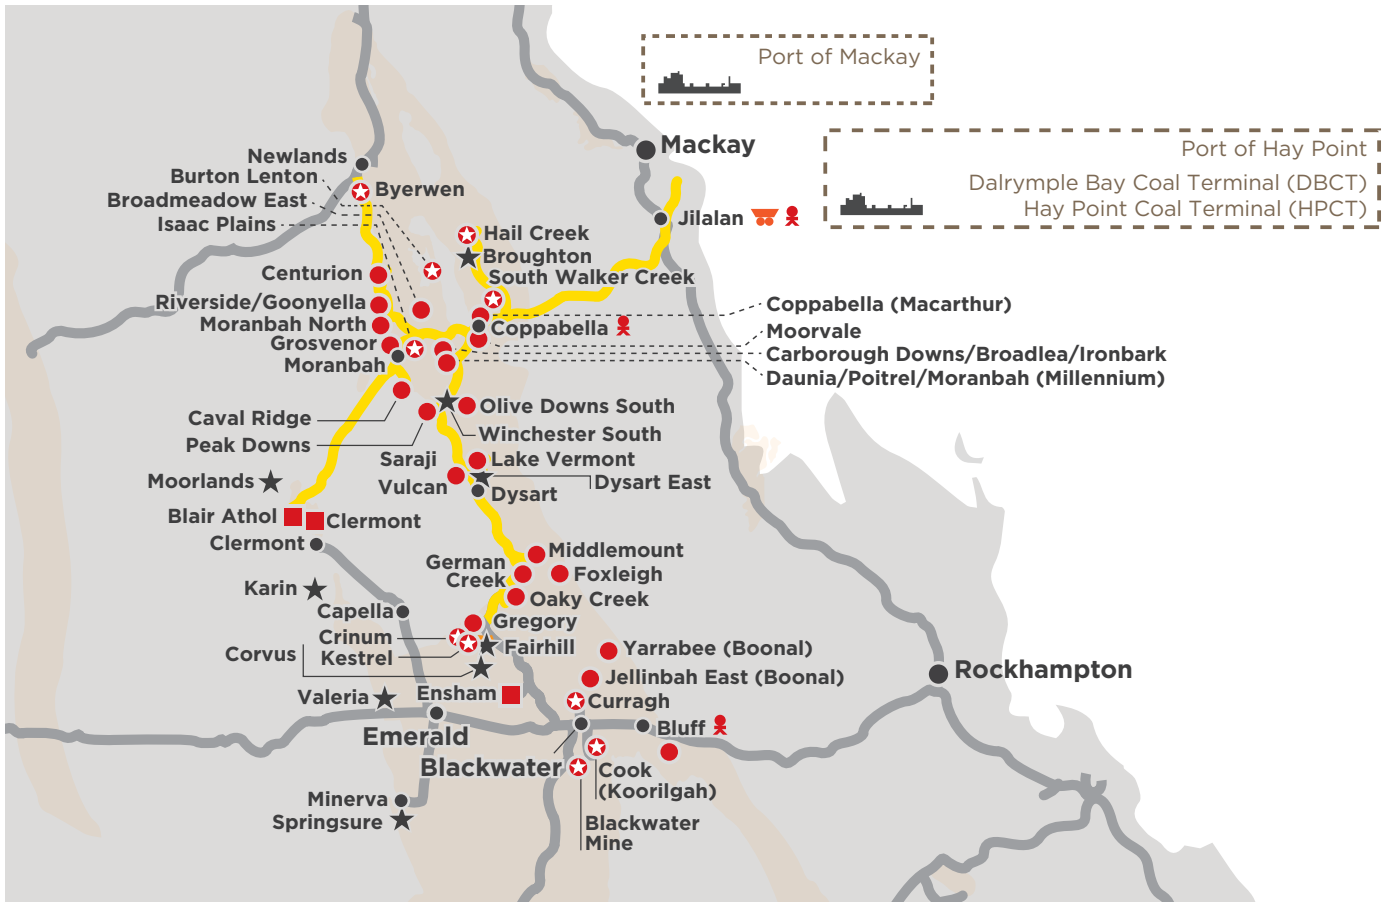 Port of Mackay
Mackay
Port of Hay Point
Dalrymple Bay Coal Terminal (DBCT)
Hay Point Coal Terminal (HPCT)
Newlands
Burton Lenton
Byerwen
Broadmeadow East
Isaac Plains
Jilalan
Hail Creek
Broughton
Centurion
South Walker Creek
Riverside/Goonyella
Coppabella (Macarthur)
Moranbah North
Coppabella
Moorvale
Grosvenor
Carborough Downs/Broadlea/Ironbark
Moranbah
Daunia/Poitrel/Moranbah (Millennium)
Olive Downs South
Caval Ridge
Winchester South
Peak Downs
Saraji
Lake Vermont
Moorlands
Vulcan
Dysart East
Dysart
Blair Athol
Clermont
Clermont
Middlemount
German
Creek
Foxleigh
Karin
Oaky Creek
Capella
Gregory
Crinum
Fairhill
Yarrabee (Boonal)
Corvus
Kestrel
Rockhampton
Jellinbah East (Boonal)
Valeria
Ensham
Curragh
Emerald
Bluff
Blackwater
Cook
(Koorilgah)
Minerva
Springsure
Blackwater
Mine